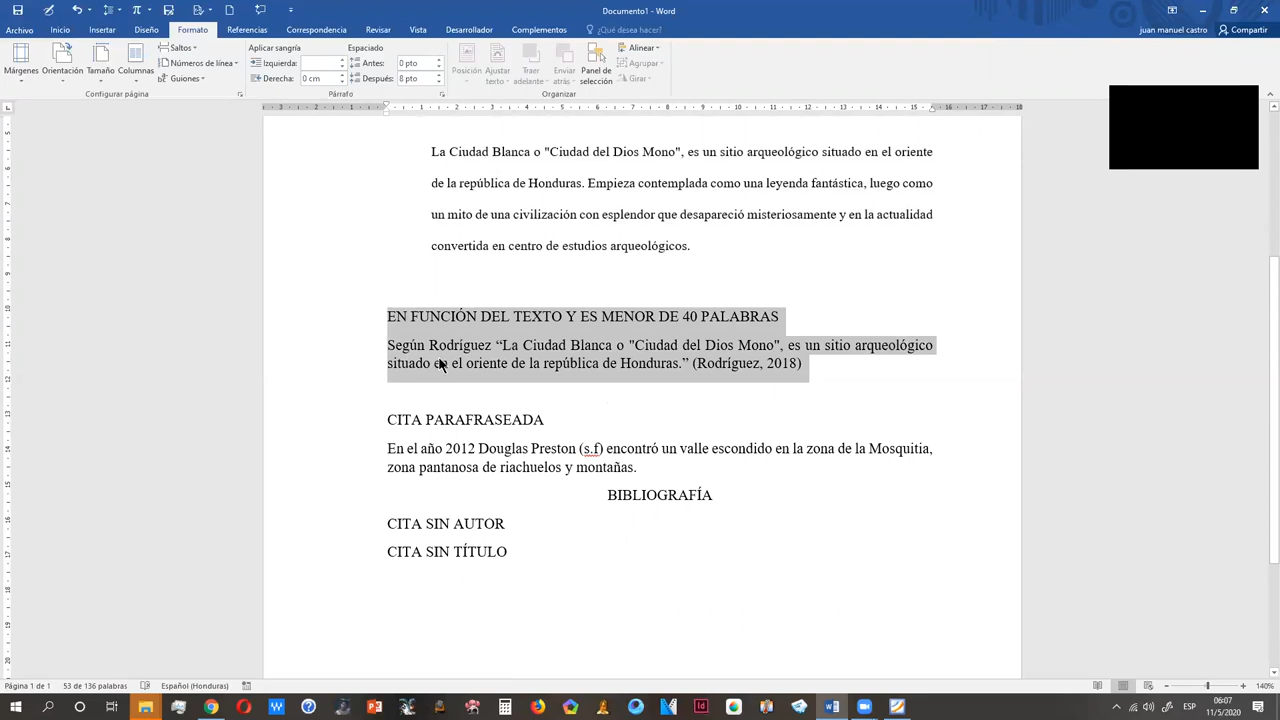 Documento1 - Word
Archivo Inicio Insertar Diseño Formato Referencias Correspondencia Revisar Vista Desarrollador Complementos ¿Qué desea hacer? juan manuel castro Compartir
Márgenes Orientación Tamaño Columnas
Saltos
Números de línea
Guiones
Configurar página
Aplicar sangría Espaciado
Izquierda: Antes: 0 pto
Derecha: 0 cm Después: 8 pto
Párrafo
Posición Ajustar texto Traer adelante Enviar atrás Panel de selección
Alinear
Agrupar
Girar
Organizar
La Ciudad Blanca o "Ciudad del Dios Mono", es un sitio arqueológico situado en el oriente
de la república de Honduras. Empieza contemplada como una leyenda fantástica, luego como
un mito de una civilización con esplendor que desapareció misteriosamente y en la actualidad
convertida en centro de estudios arqueológicos.
EN FUNCIÓN DEL TEXTO Y ES MENOR DE 40 PALABRAS
Según Rodríguez “La Ciudad Blanca o "Ciudad del Dios Mono", es un sitio arqueológico
situado en el oriente de la república de Honduras.” (Rodríguez, 2018)
CITA PARAFRASEADA
En el año 2012 Douglas Preston (s.f) encontró un valle escondido en la zona de la Mosquitia,
zona pantanosa de riachuelos y montañas.
BIBLIOGRAFÍA
CITA SIN AUTOR
CITA SIN TÍTULO
Página 1 de 1 53 de 136 palabras Español (Honduras) 140%
ESP 06:07
11/5/2020